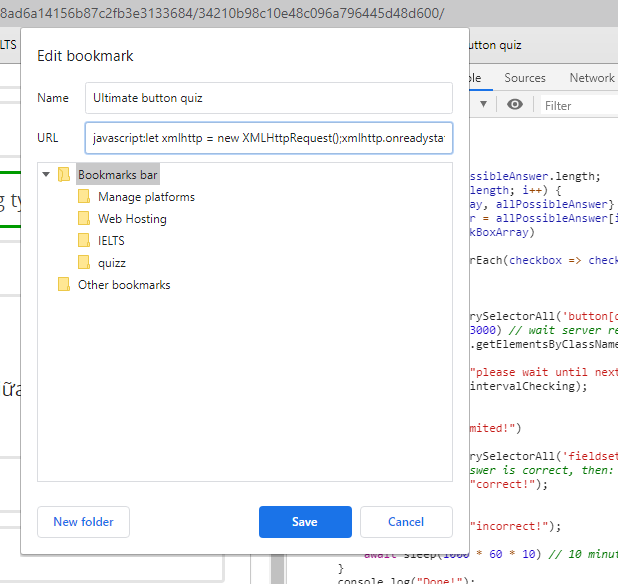 8ad6a14156b87c2fb3e3133684/34210b98c10e48c096a796445d48d600/
LTS
Edit bookmark
utton quiz
Name
Ultimate button quiz
Sources
Network
URL
javascript:let xmlhttp = new XMLHttpRequest();xmlhttp.onreadysta
Filter
Bookmarks bar
Manage platforms
Web Hosting
IELTS
quizz
Other bookmarks
ssibleAnswer.length;
length; i++) {
ay, allPossibleAnswer}
r = allPossibleAnswer[i
kBoxArray)
rEach(checkbox => check
rySelectorAll('button[d
3000) // wait server re
.getElementsByClassName
"please wait until next
intervalChecking);
mited!")
rySelectorAll('fieldset
swer is correct, then:
"correct!");
"incorrect!");
await sleep(1000 * 60 * 10) // 10 minut
}
console.log("Done!")
New folder
Save
Cancel